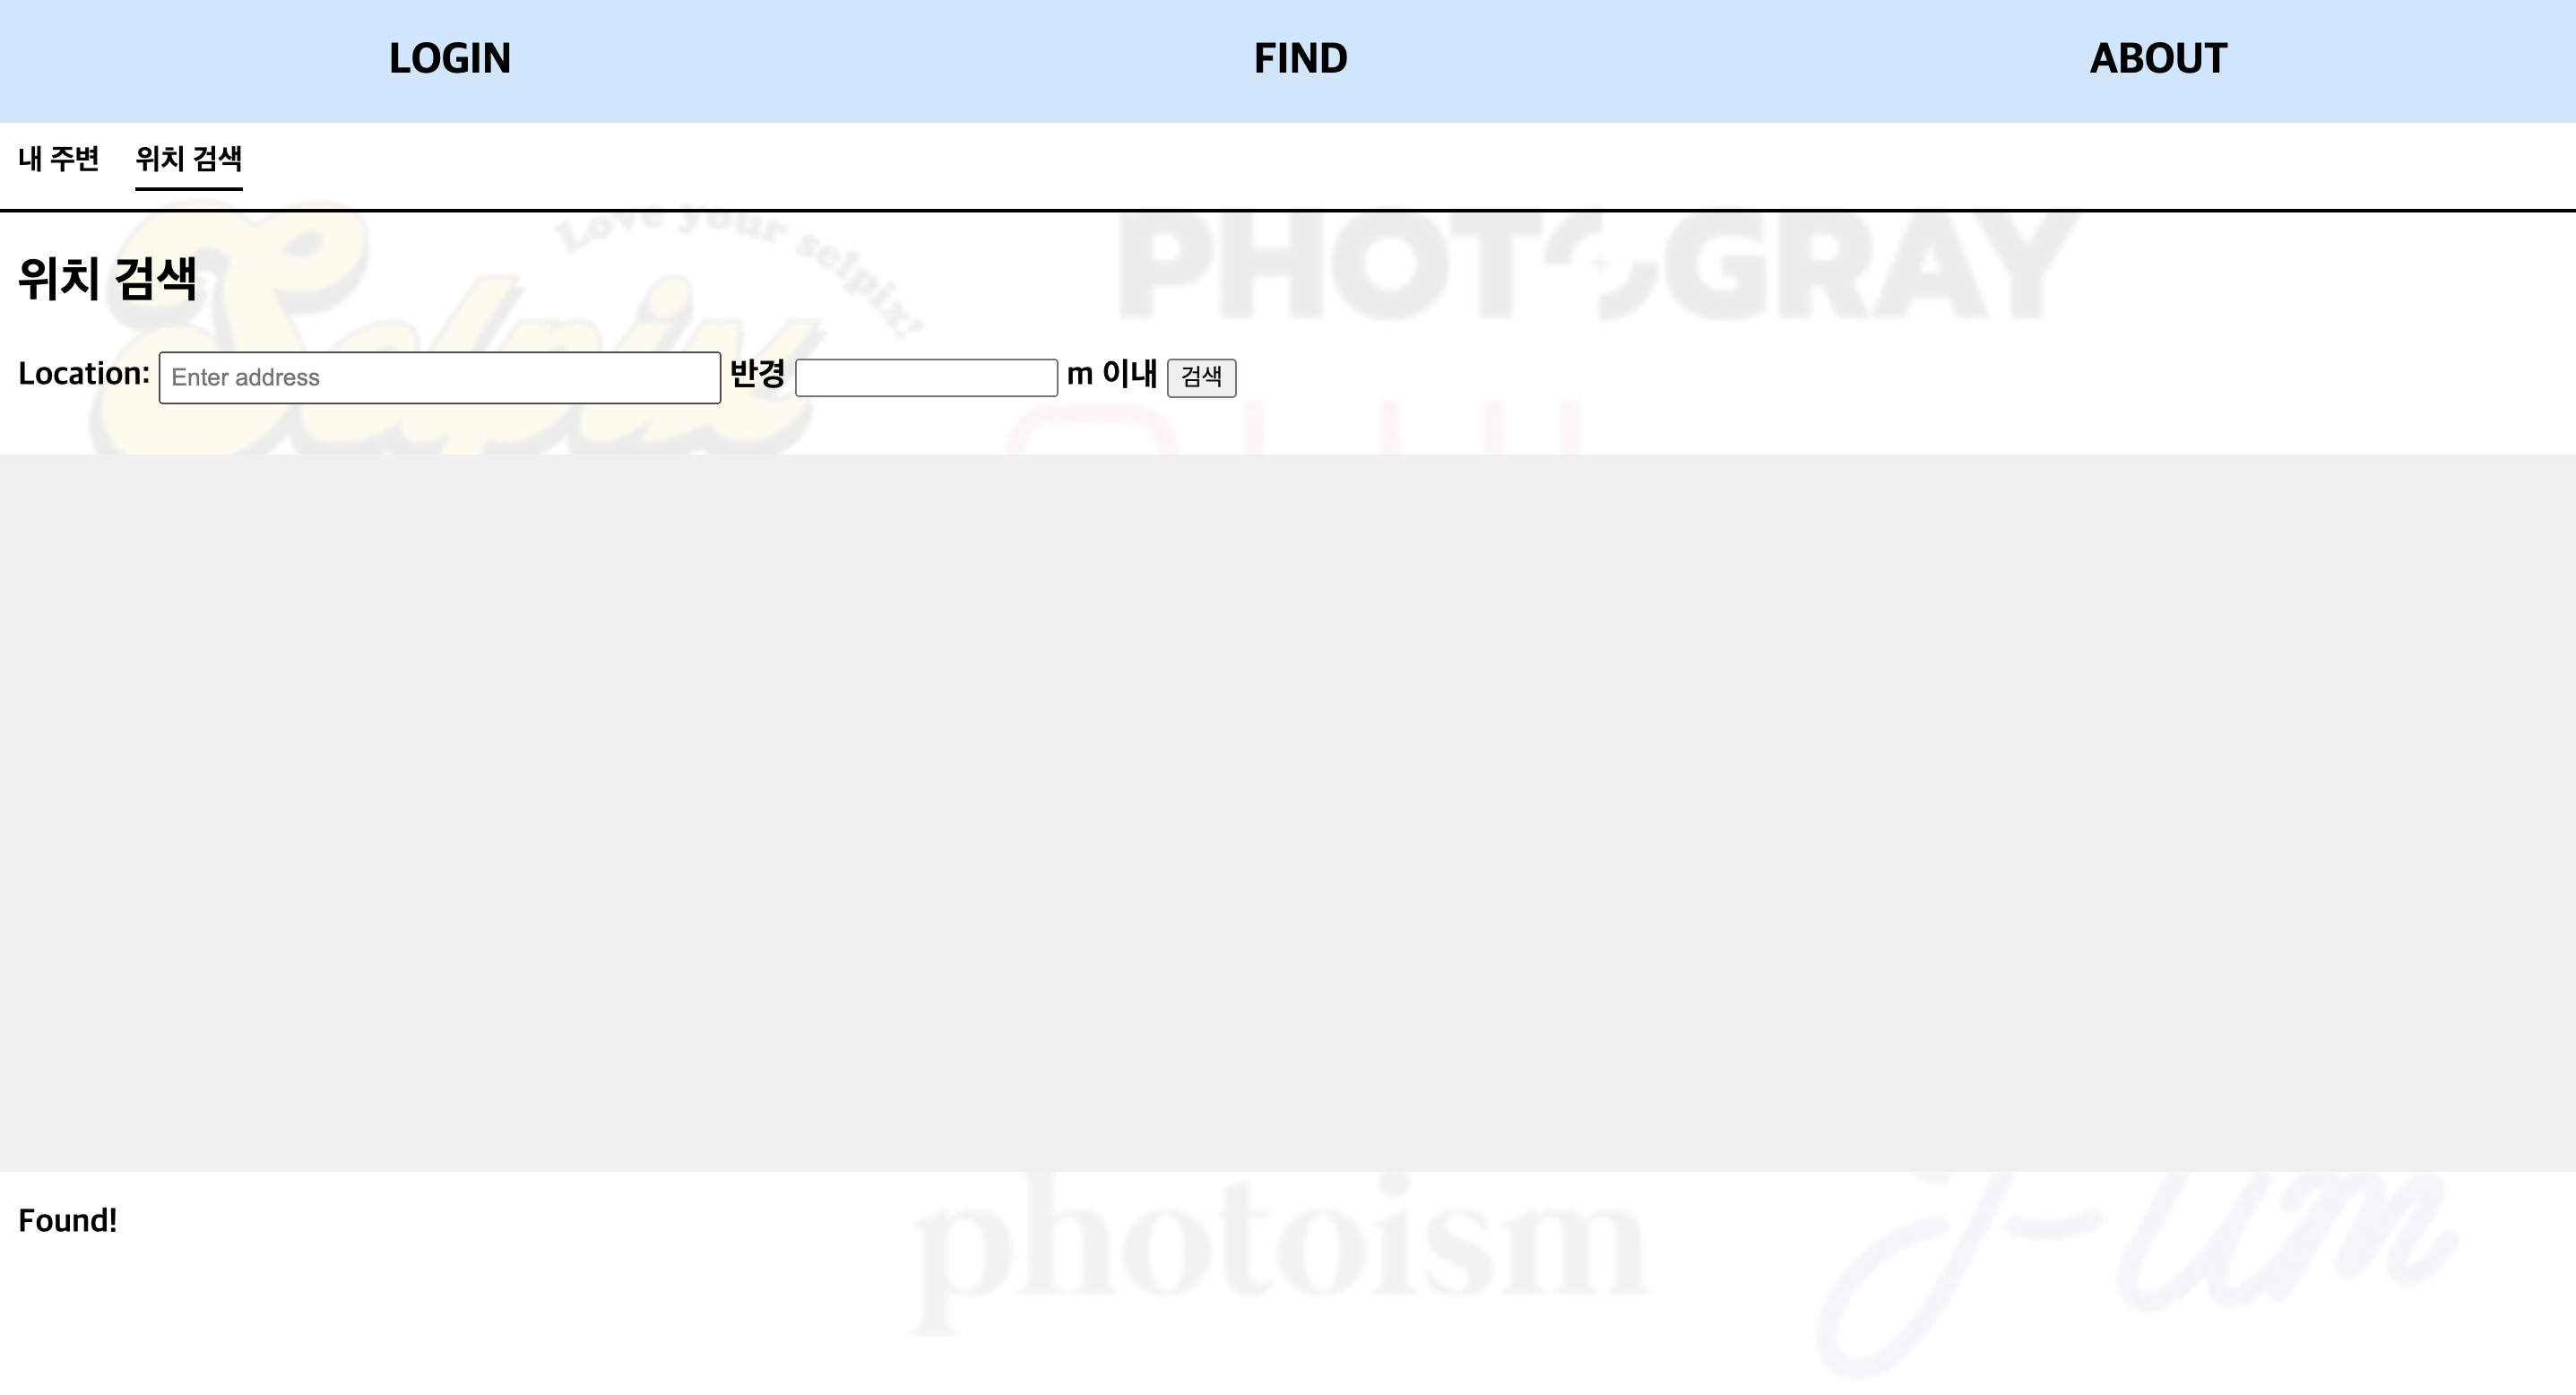 LOGIN FIND ABOUT
내 주변 위치 검색
Love your selpix!
PHOTOGRAY
위치 검색
Selpix
Location: Enter address 반경 m 이내 검색
photoism
Found!